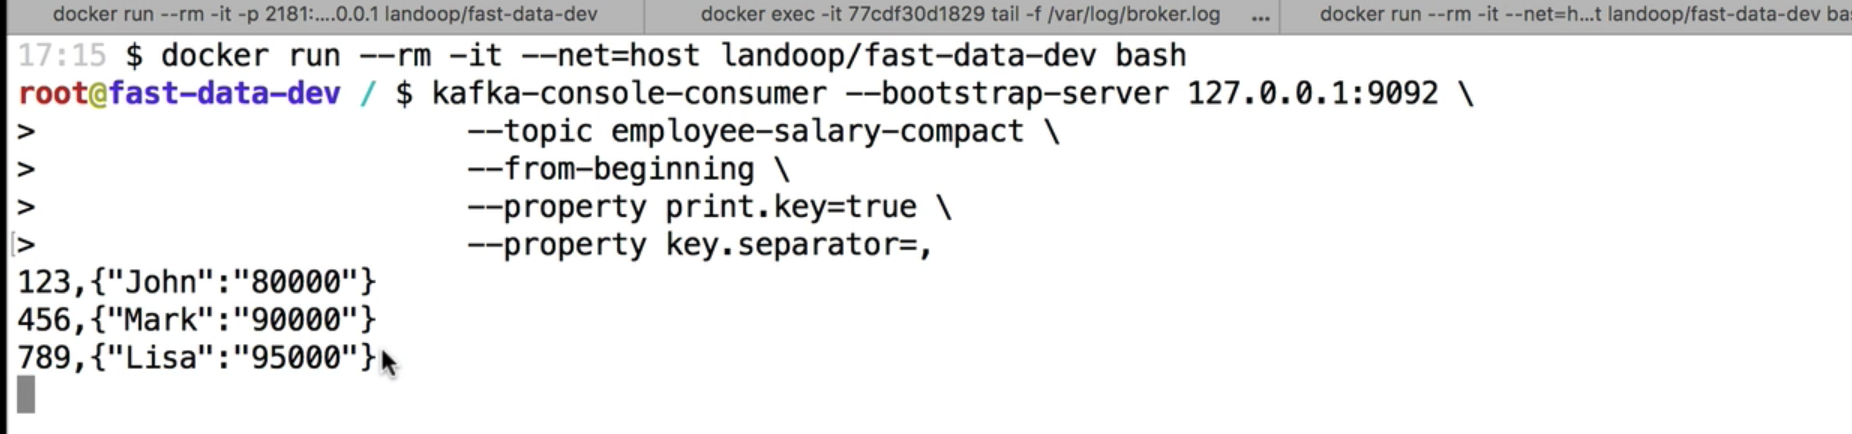 docker run --rm -it -p 2181:....0.0.1 landoop/fast-data-dev
docker exec -it 77cdf30d1829 tail -f /var/log/broker.log ...
docker run --rm -it --net=h...t landoop/fast-data-dev ba
17:15 $ docker run --rm -it --net=host landoop/fast-data-dev bash
root@fast-data-dev / $ kafka-console-consumer --bootstrap-server 127.0.0.1:9092 \
> --topic employee-salary-compact \
> --from-beginning \
> --property print.key=true \
[> --property key.separator=,
123,{"John":"80000"}
456,{"Mark":"90000"}
789,{"Lisa":"95000"}